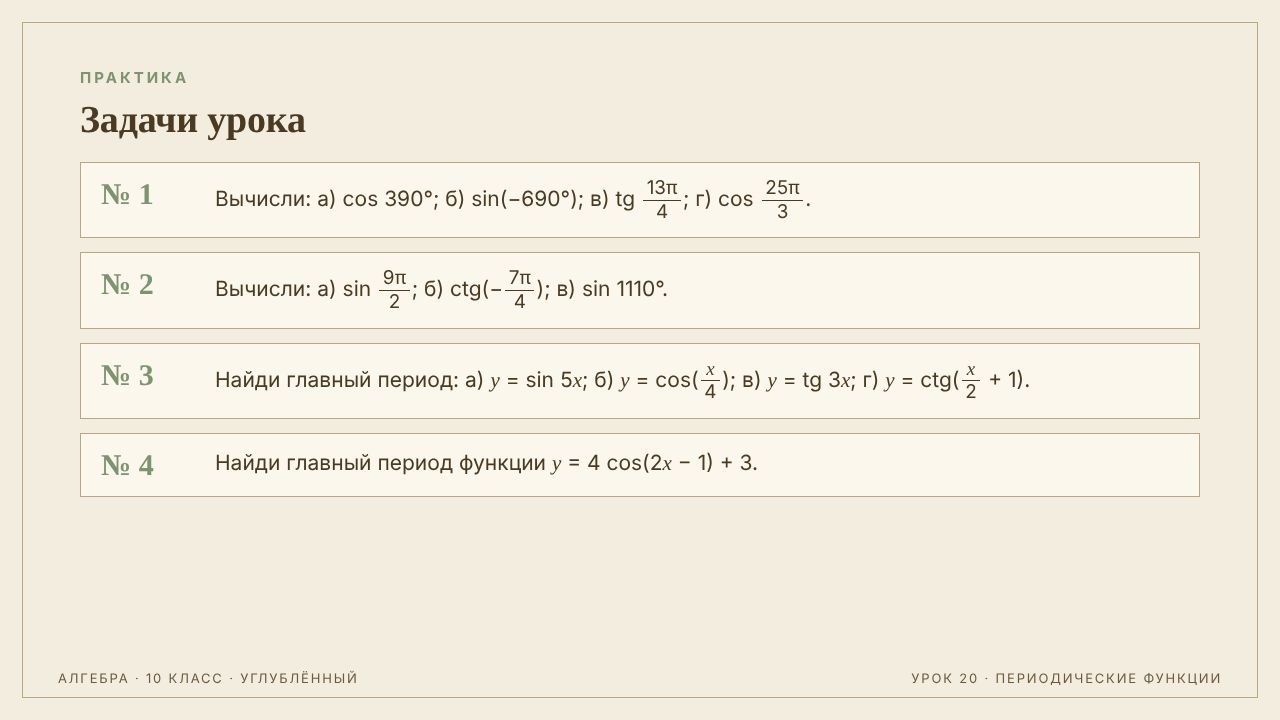 ПРАКТИКА
Задачи урока
№ 1 Вычисли: а) cos 390°; б) sin(−690°); в) tg 13π/4; г) cos 25π/3.
№ 2 Вычисли: а) sin 9π/2; б) ctg(−7π/4); в) sin 1110°.
№ 3 Найди главный период: а) y = sin 5x; б) y = cos(x/4); в) y = tg 3x; г) y = ctg(x/2 + 1).
№ 4 Найди главный период функции y = 4 cos(2x − 1) + 3.
АЛГЕБРА · 10 КЛАСС · УГЛУБЛЁННЫЙ
УРОК 20 · ПЕРИОДИЧЕСКИЕ ФУНКЦИИ